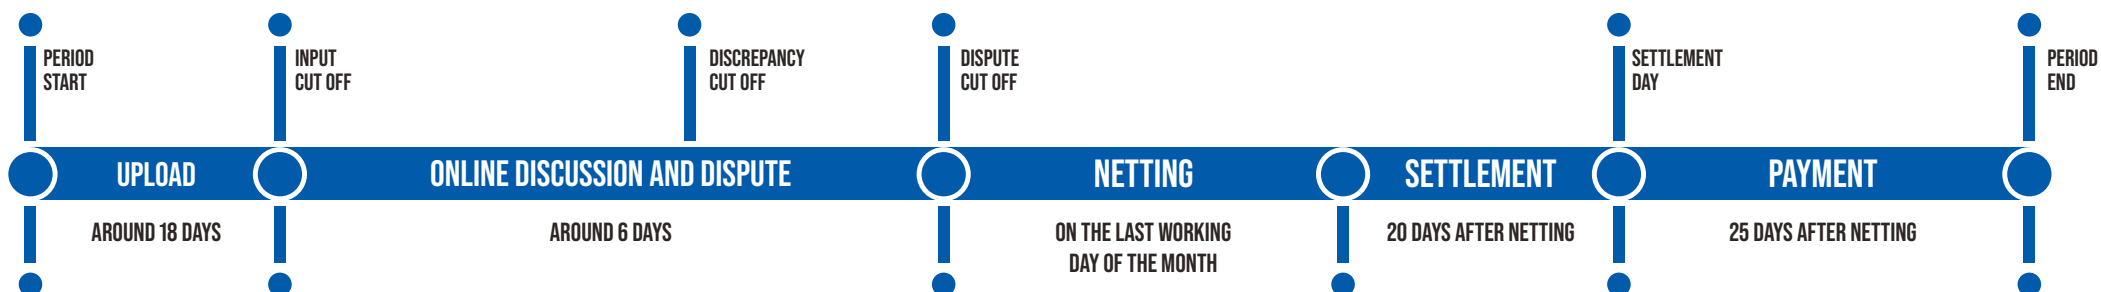 PERIOD
START
INPUT
CUT OFF
DISCREPANCY
CUT OFF
DISPUTE
CUT OFF
SETTLEMENT
DAY
PERIOD
END
UPLOAD
ONLINE DISCUSSION AND DISPUTE
NETTING
SETTLEMENT
PAYMENT
AROUND 18 DAYS
AROUND 6 DAYS
ON THE LAST WORKING
DAY OF THE MONTH
20 DAYS AFTER NETTING
25 DAYS AFTER NETTING